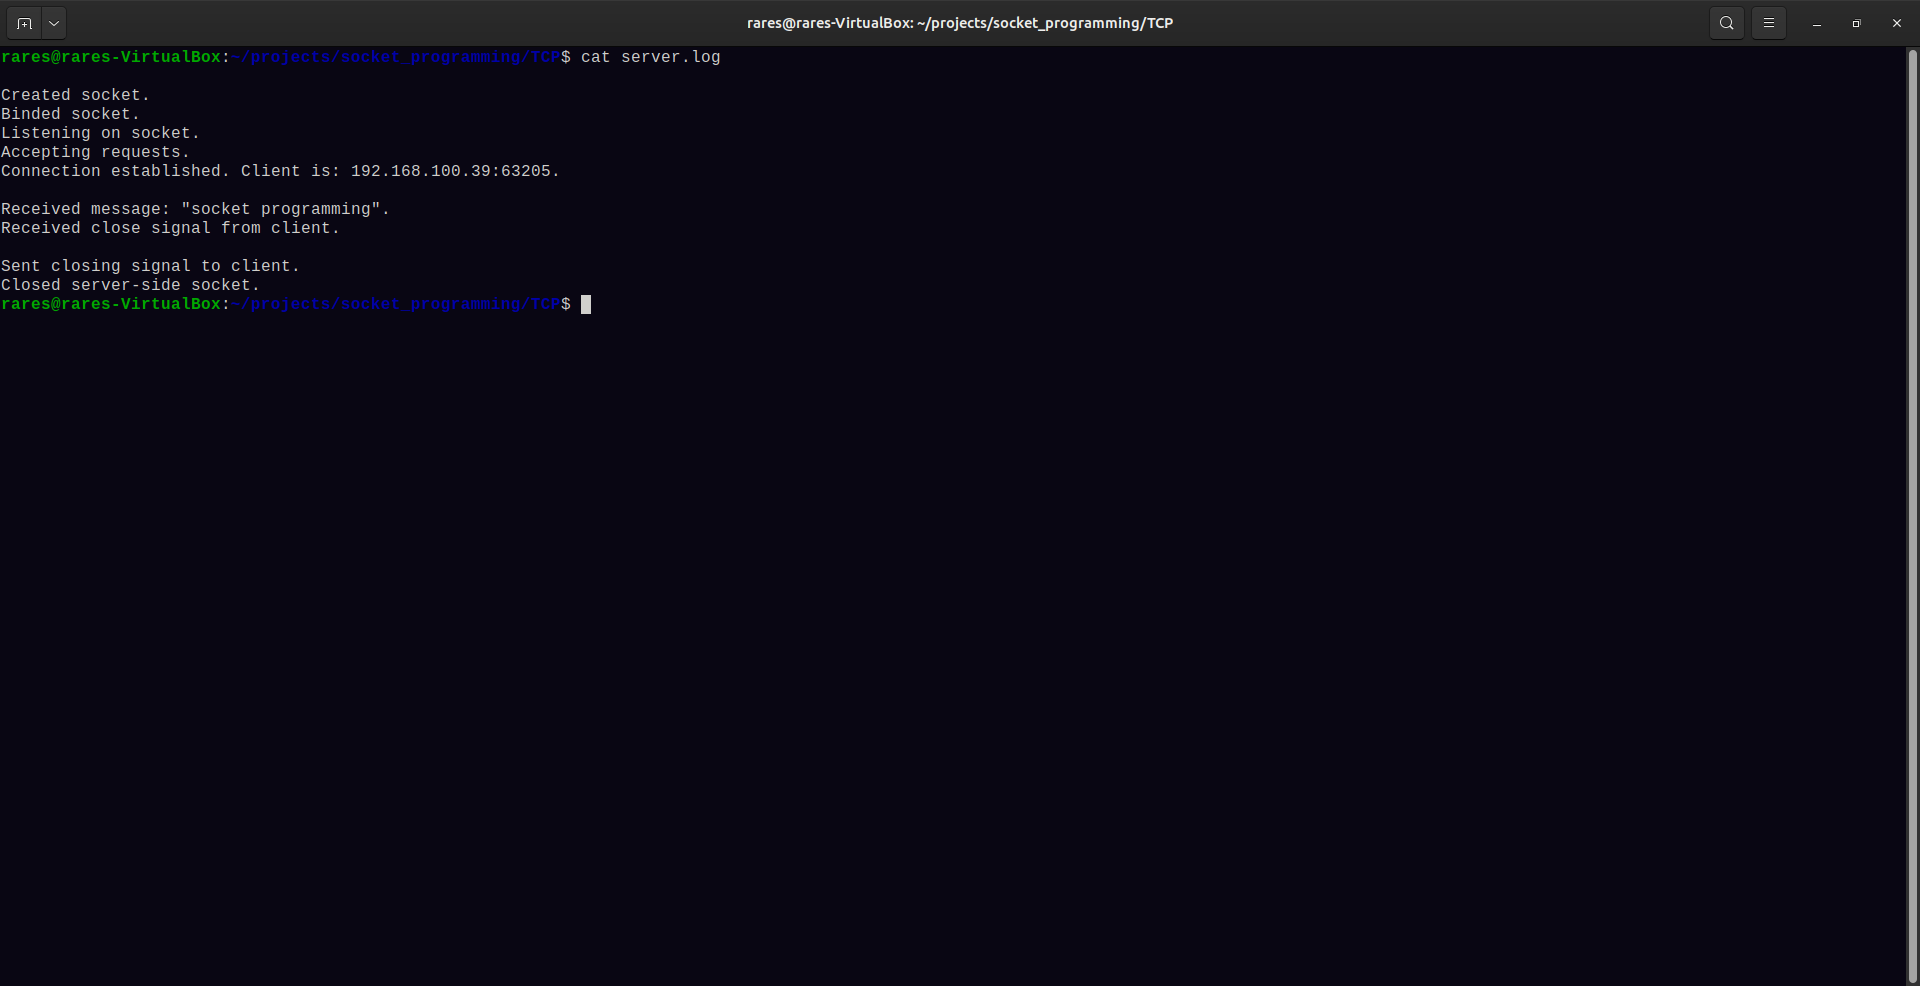 rares@rares-VirtualBox: ~/projects/socket_programming/TCP
rares@rares-VirtualBox:~/projects/socket_programming/TCP$ cat server.log
Created socket.
Binded socket.
Listening on socket.
Accepting requests.
Connection established. Client is: 192.168.100.39:63205.
Received message: "socket programming".
Received close signal from client.
Sent closing signal to client.
Closed server-side socket.
rares@rares-VirtualBox:~/projects/socket_programming/TCP$